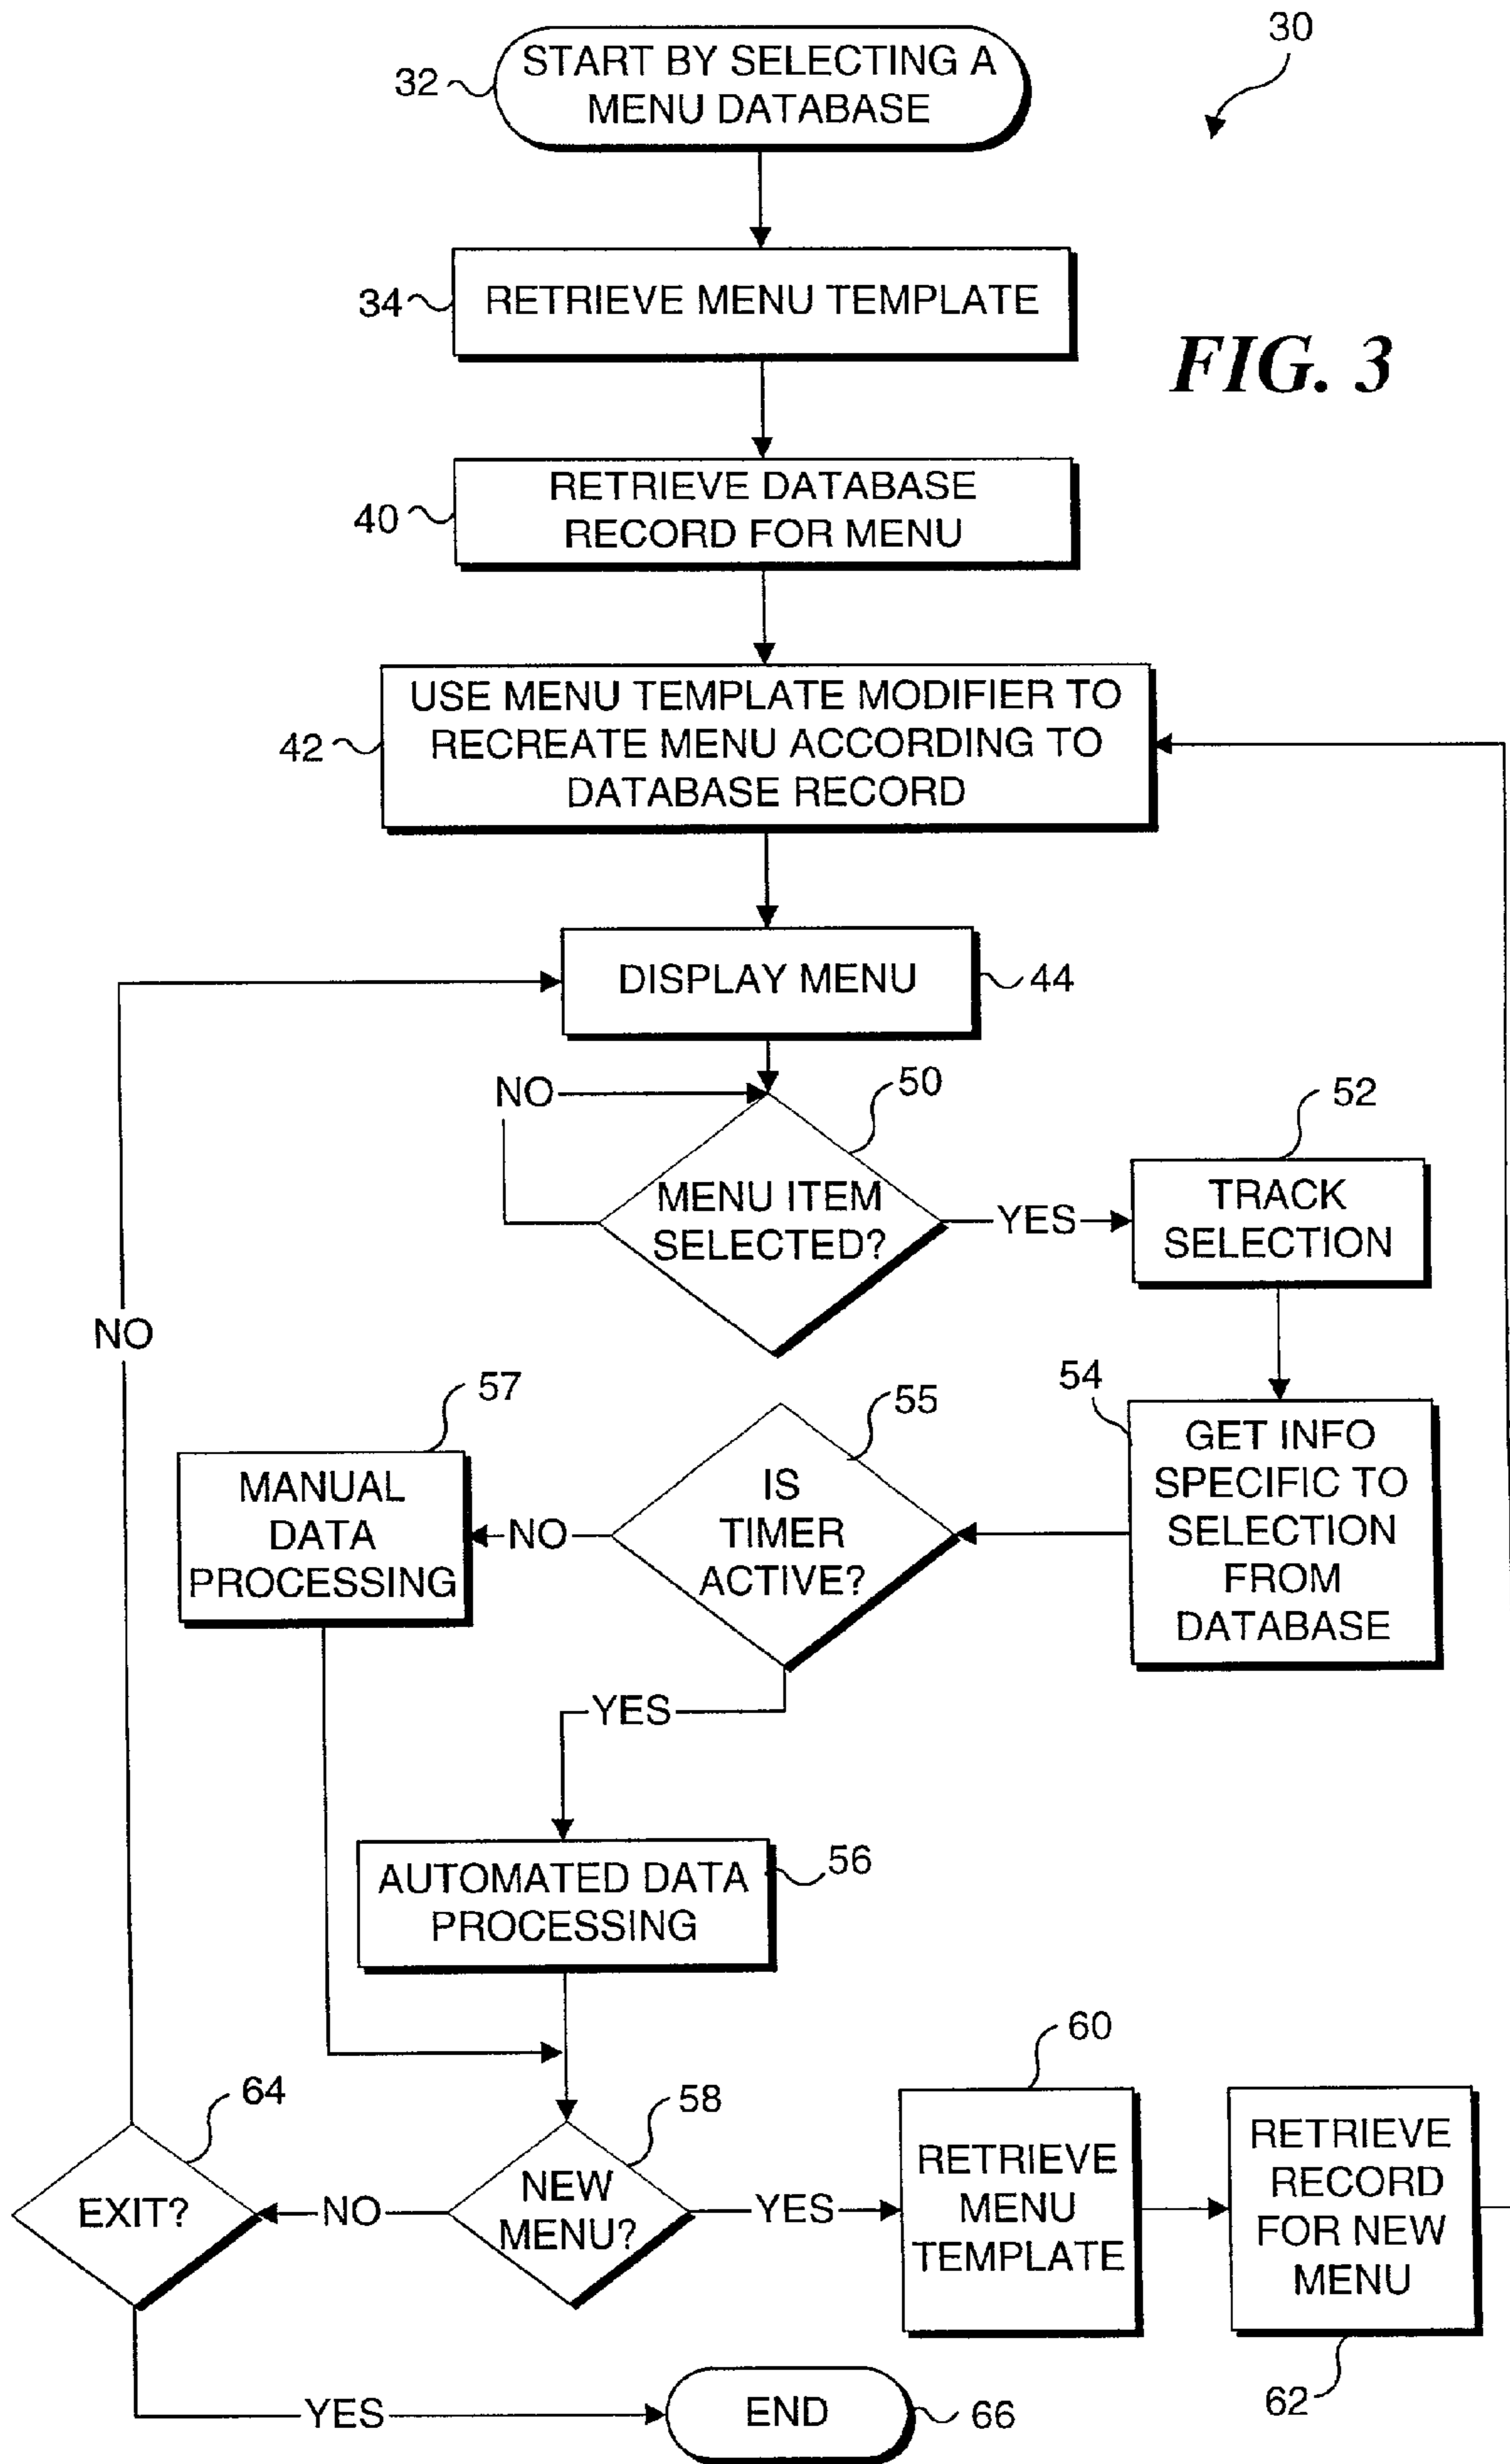 30
32
START BY SELECTING A
MENU DATABASE
34
RETRIEVE MENU TEMPLATE
FIG. 3
40
RETRIEVE DATABASE
RECORD FOR MENU
42
USE MENU TEMPLATE MODIFIER TO
RECREATE MENU ACCORDING TO
DATABASE RECORD
DISPLAY MENU
44
NO
50
MENU ITEM
SELECTED?
YES
52
TRACK
SELECTION
NO
57
MANUAL
DATA
PROCESSING
NO
55
IS
TIMER
ACTIVE?
54
GET INFO
SPECIFIC TO
SELECTION
FROM
DATABASE
YES
AUTOMATED DATA
PROCESSING
56
64
EXIT?
NO
58
NEW
MENU?
YES
60
RETRIEVE
MENU
TEMPLATE
RETRIEVE
RECORD
FOR NEW
MENU
62
YES
END
66